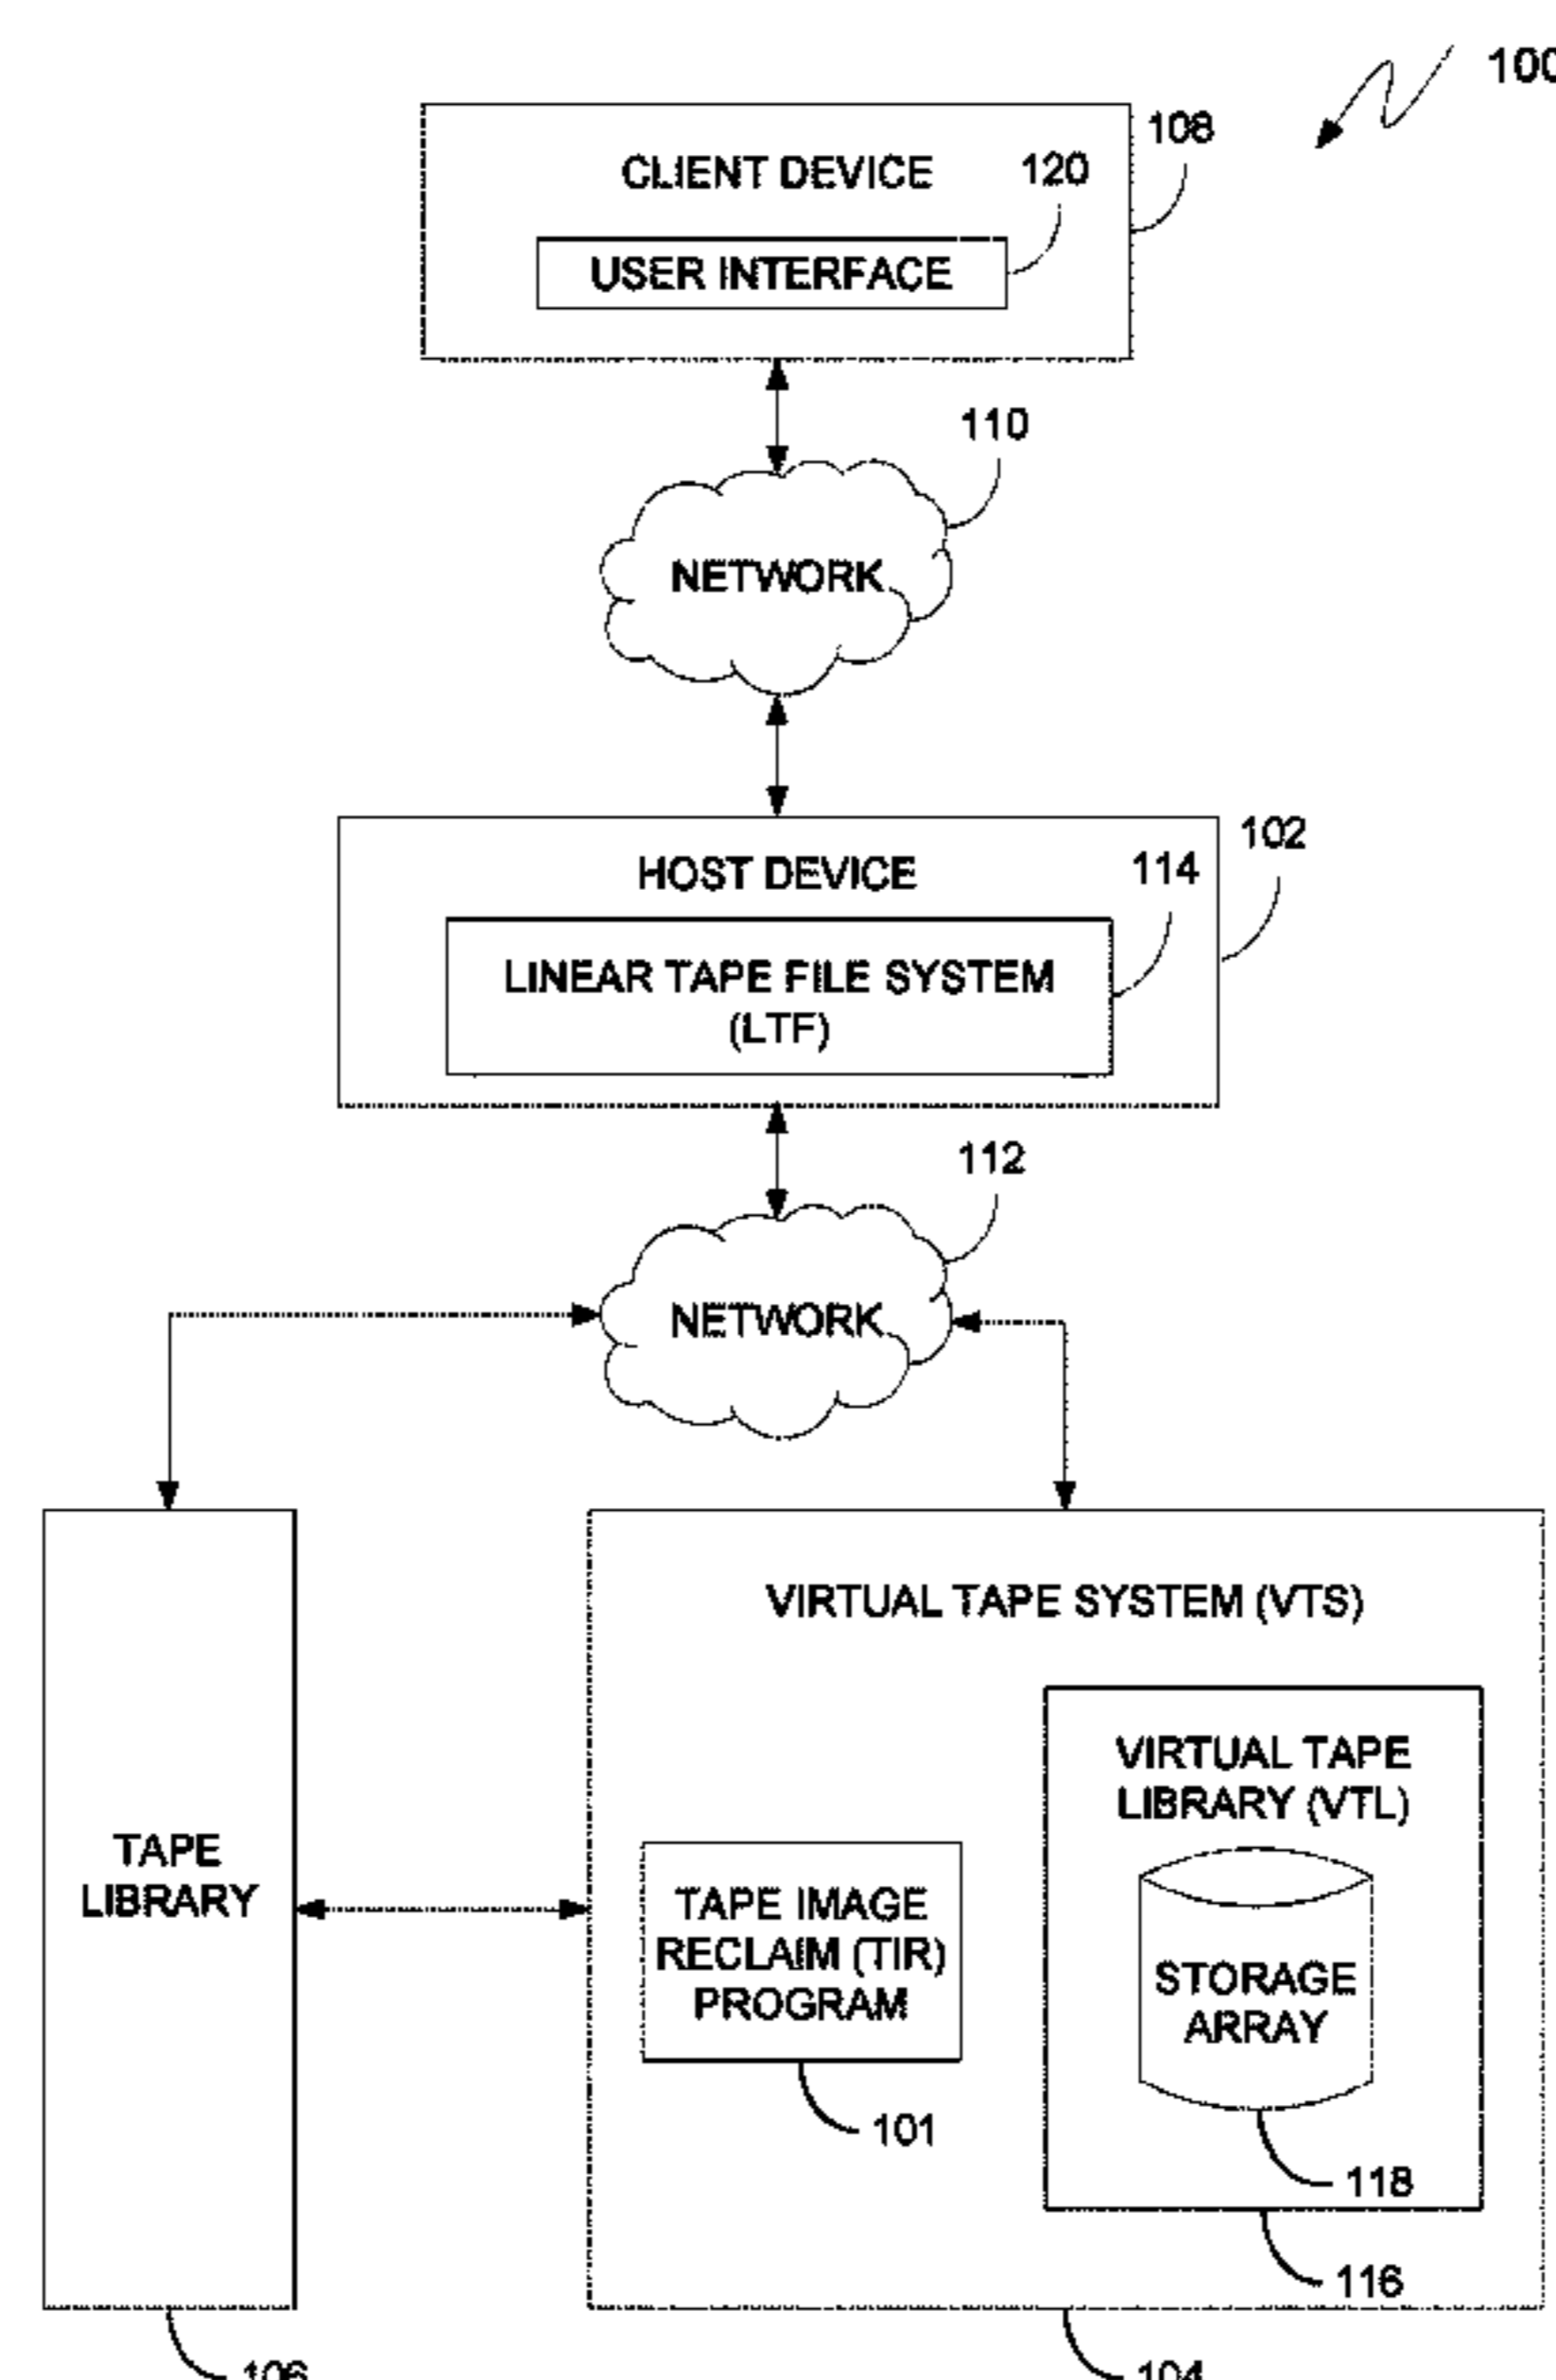 100
108
CLIENT DEVICE
120
USER INTERFACE
110
NETWORK
102
HOST DEVICE
114
LINEAR TAPE FILE SYSTEM
(LTF)
112
NETWORK
VIRTUAL TAPE SYSTEM (VTS)
VIRTUAL TAPE
LIBRARY (VTL)
TAPE
LIBRARY
TAPE IMAGE
RECLAIM (TIR)
PROGRAM
STORAGE
ARRAY
101
118
116
106
104